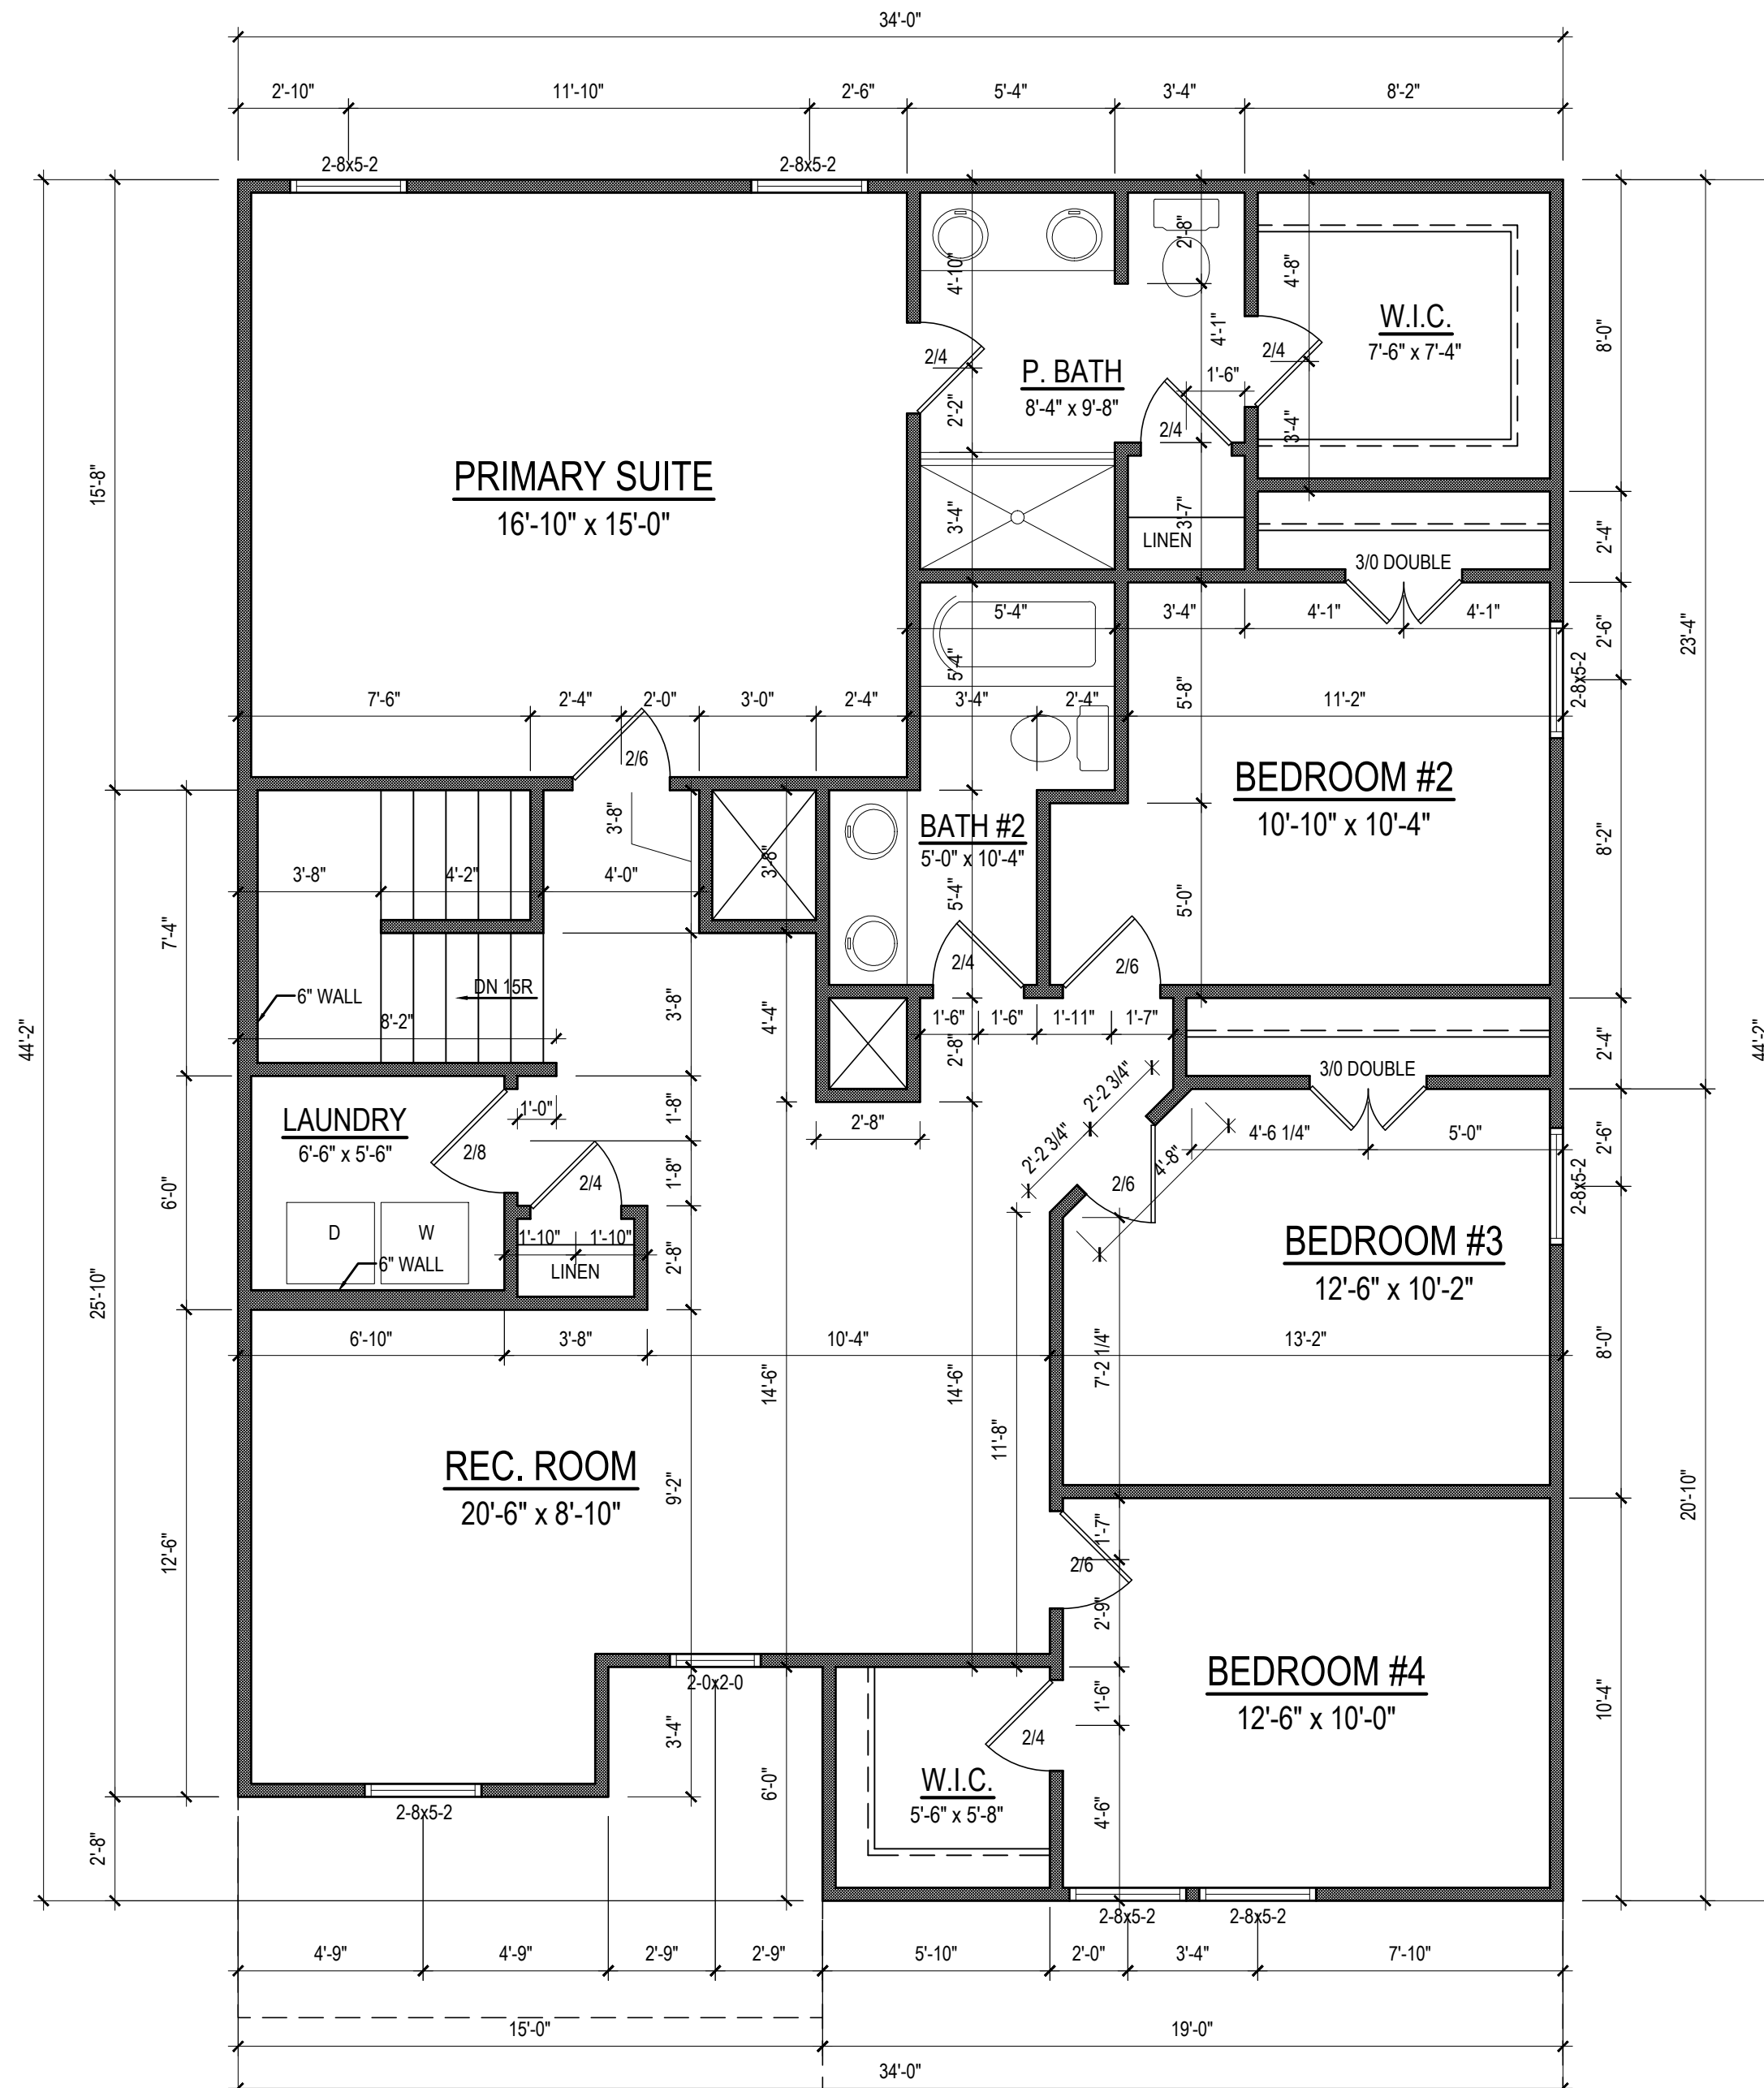 34'-0"
2'-10" 11'-10" 2'-6" 5'-4" 3'-4" 8'-2"
2-8x5-2 2-8x5-2
2'-8"
4'-10" 4'-8"
W.I.C.
7'-6" x 7'-4"
8'-0"
4'-1"
2/4 2/4
P. BATH
8'-4" x 9'-8"
1'-6"
2'-2" 2/4 3'-4"
15'-8"
PRIMARY SUITE
16'-10" x 15'-0"
3'-4" 3'-7" 2'-4"
LINEN
3/0 DOUBLE
5'-4" 3'-4" 4'-1" 4'-1"
2'-6" 23'-4"
5'-4" 2-8x5-2
7'-6" 2'-4" 2'-0" 3'-0" 2'-4" 3'-4" 2'-4" 5'-8" 11'-2"
2/6
BEDROOM #2
10'-10" x 10'-4"
3'-8"
BATH #2
5'-0" x 10'-4"
8'-2"
3'-8" 4'-2" 4'-0" 3'-8"
5'-4" 5'-0"
7'-4"
2/4 2/6
6" WALL DN 15R
3'-8" 4'-4"
8'-2"
1'-6" 1'-6" 1'-11" 1'-7"
44'-2" 2'-8" 2'-4" 44'-2"
3/0 DOUBLE
2'-2 3/4"
LAUNDRY
6'-6" x 5'-6"
1'-0" 1'-8"
2'-8"
2'-2 3/4" 4'-8" 4'-6 1/4" 5'-0" 2'-6"
2/8 2/4 1'-8" 2/6 2-8x5-2
6'-0"
D W 1'-10" 1'-10"
BEDROOM #3
12'-6" x 10'-2"
6" WALL LINEN 2'-8"
25'-10"
6'-10" 3'-8" 10'-4" 7'-2 1/4" 13'-2" 8'-0"
14'-6" 14'-6"
11'-8"
REC. ROOM
20'-6" x 8'-10"
9'-2" 20'-10"
12'-6" 1'-7"
2/6
2'-9"
BEDROOM #4
12'-6" x 10'-0"
2-0x2-0 1'-6" 10'-4"
3'-4" 2/4
W.I.C.
5'-6" x 5'-8"
6'-0" 4'-6"
2-8x5-2
2'-8"
2-8x5-2 2-8x5-2
4'-9" 4'-9" 2'-9" 2'-9" 5'-10" 2'-0" 3'-4" 7'-10"
15'-0" 19'-0"
34'-0"